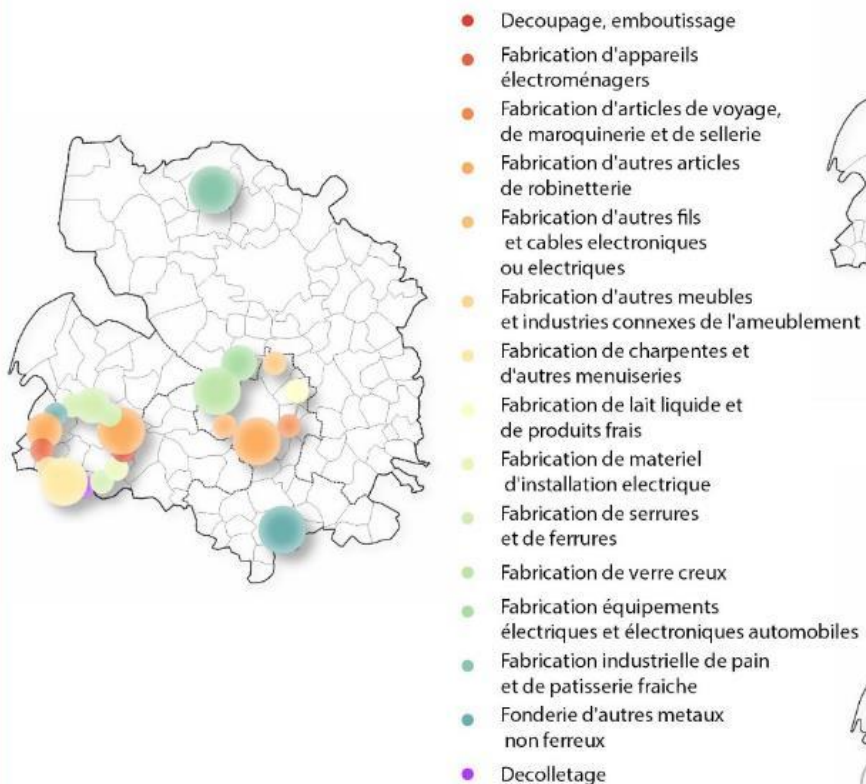 Decoupage, emboutissage
Fabrication d'appareils
électroménagers
Fabrication d'articles de voyage,
de maroquinerie et de sellerie
Fabrication d'autres articles
de robinetterie
Fabrication d'autres fils
et cables electroniques
ou electriques
Fabrication d'autres meubles
et industries connexes de l'ameublement
Fabrication de charpentes et
d'autres menuiseries
Fabrication de lait liquide et
de produits frais
Fabrication de materiel
d'installation electrique
Fabrication de serrures
et de ferrures
Fabrication de verre creux
Fabrication équipements
électriques et électroniques automobiles
Fabrication industrielle de pain
et de patisserie fraiche
Fonderie d'autres metaux
non ferreux
Decolletage